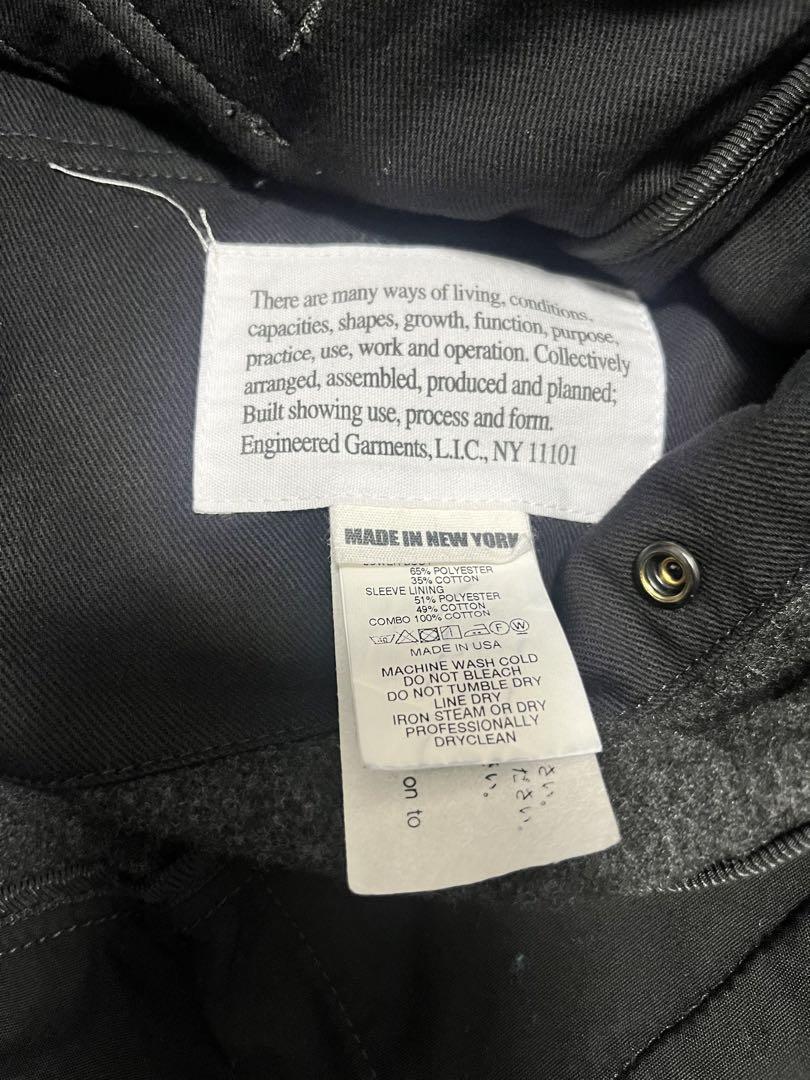 There are many ways of living, conditions,
capacities, shapes, growth, function, purpose,
practice, use, work and operation. Collectively
arranged, assembled, produced and planned;
Built showing use, process and form.
Engineered Garments, L.I.C., NY 11101
MADE IN NEW YORK
65% POLYESTER
35% COTTON
SLEEVE LINING
51% POLYESTER
49% COTTON
COMBO 100% COTTON
MADE IN USA
MACHINE WASH COLD
DO NOT BLEACH
DO NOT TUMBLE DRY
LINE DRY
IRON STEAM OR DRY
PROFESSIONALLY
DRYCLEAN
on to